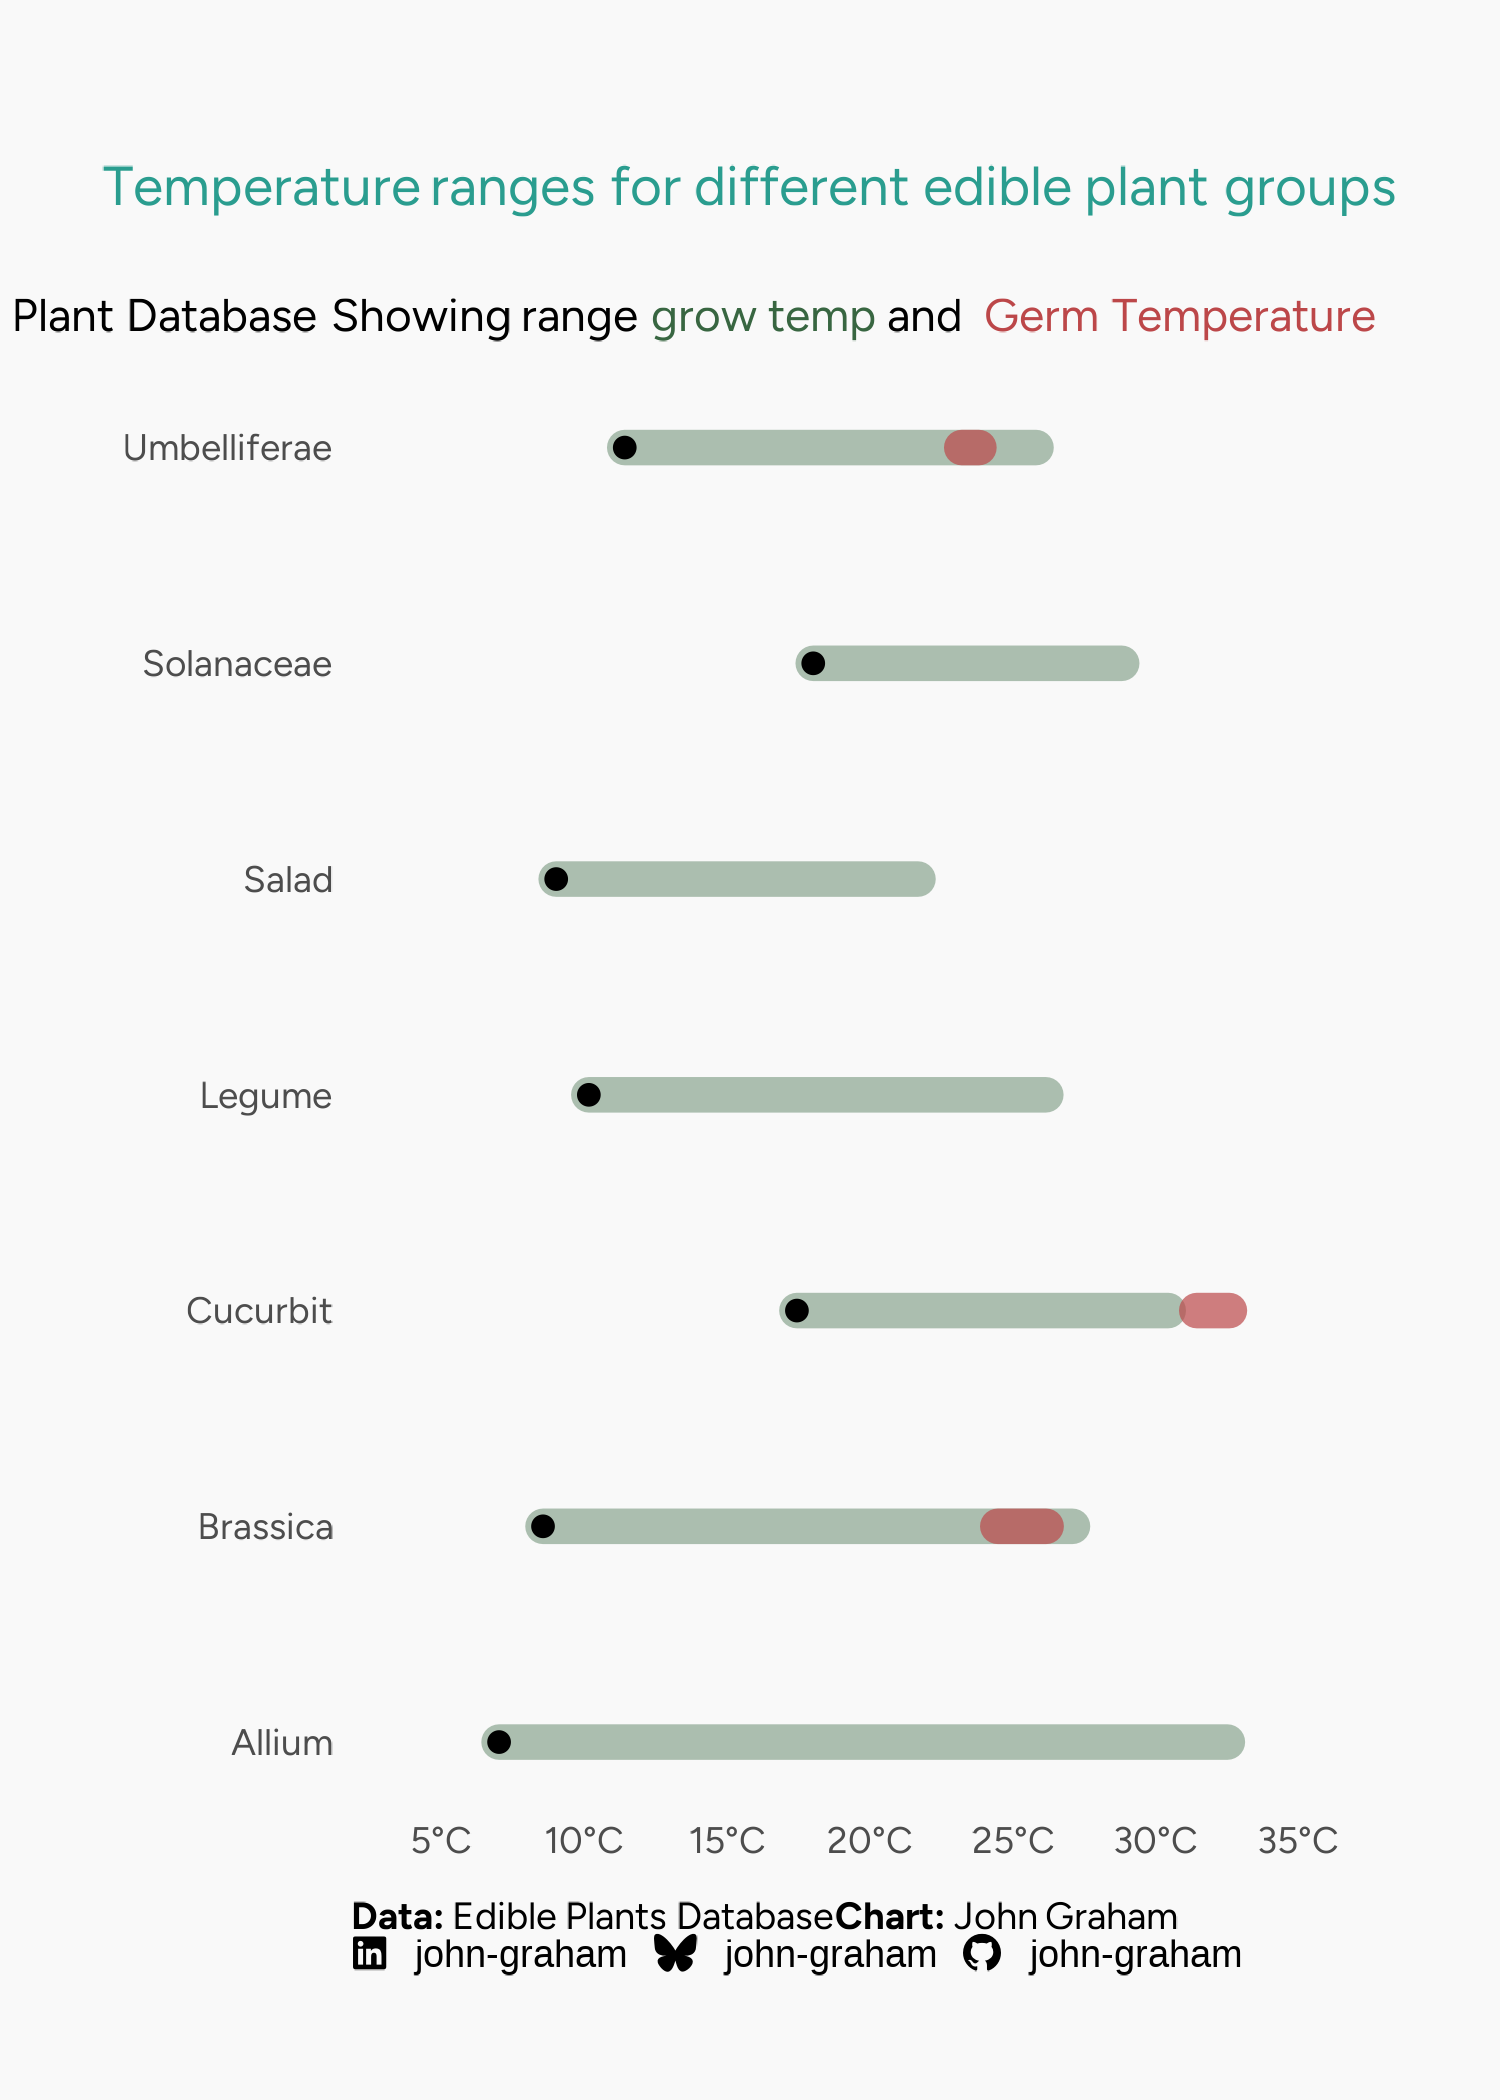 Temperature ranges for different edible plant groups
Plant Database Showing range grow temp and Germ Temperature
Umbelliferae
Solanaceae
Salad
Legume
Cucurbit
Brassica
Allium
5°C 10°C 15°C 20°C 25°C 30°C 35°C
Data: Edible Plants DatabaseChart: John Graham
john-graham john-graham john-graham